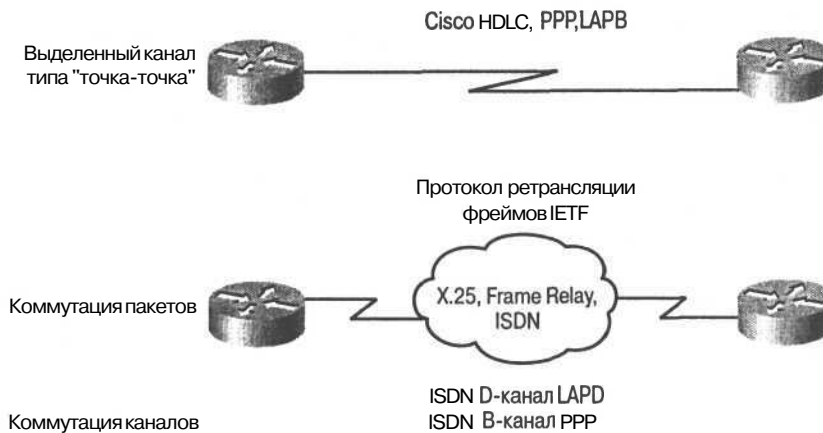 Cisco HDLC, PPP,LAPB
Выделенный канал
типа "точка-точка"
Протокол ретрансляции
фреймов IETF
Коммутация пакетов
X.25, Frame Relay,
ISDN
ISDN D-канал LAPD
Коммутация каналов
ISDN B-канал PPP